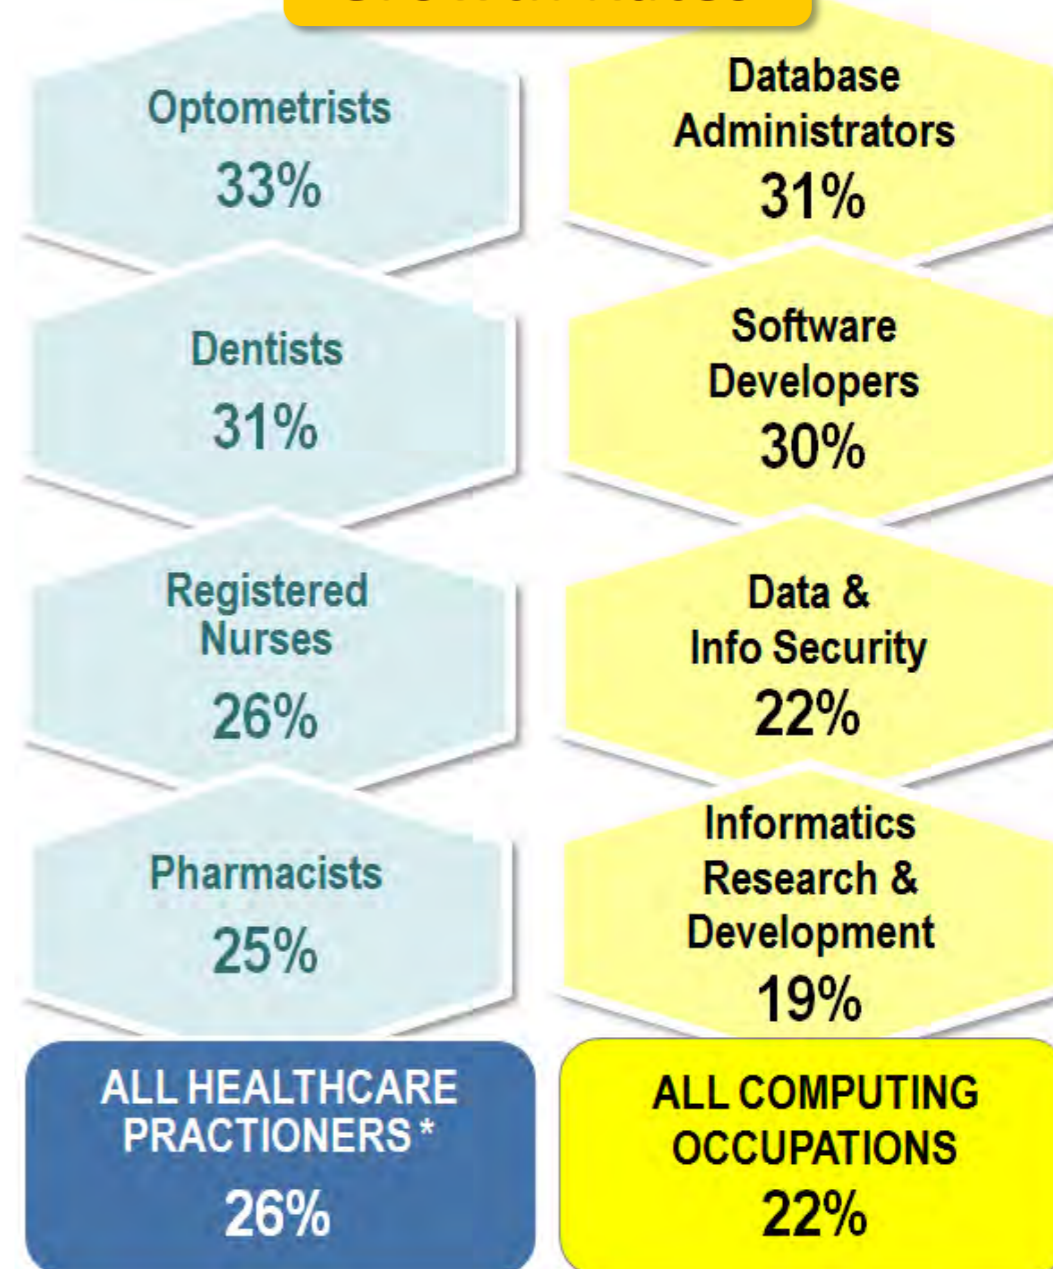 Optometrists
33%
Dentists
31%
Registered
Nurses
26%
Pharmacists
25%
ALL HEALTHCARE
PRACTIONERS *
26%
Database
Administrators
31%
Software
Developers
30%
Data &
Info Security
22%
Informatics
Research &
Development
19%
ALL COMPUTING
OCCUPATIONS
22%